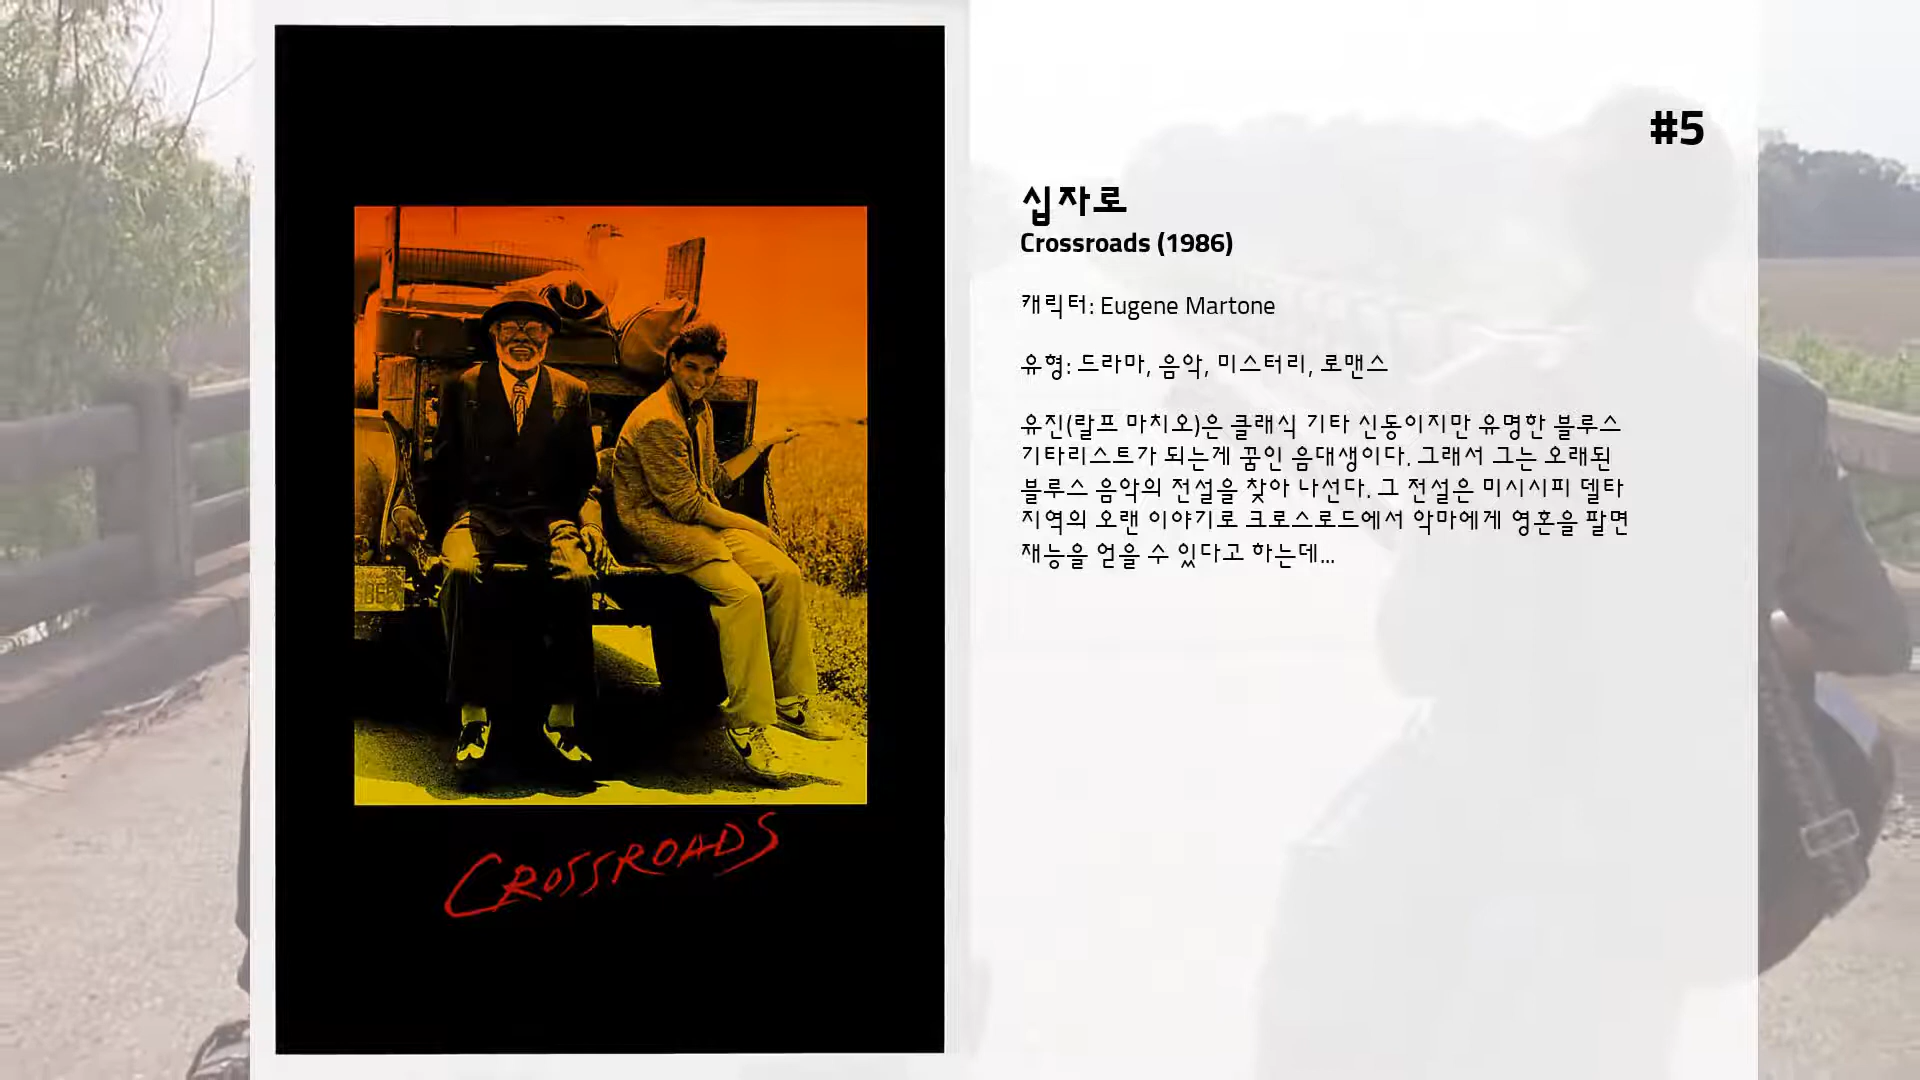 #5
십자로
Crossroads (1986)
캐릭터: Eugene Martone
유형: 드라마, 음악, 미스터리, 로맨스
유진(랄프 마치오)은 클래식 기타 신동이지만 유명한 블루스
기타리스트가 되는게 꿈인 음대생이다. 그래서 그는 오래된
블루스 음악의 전설을 찾아 나선다. 그 전설은 미시시피 델타
지역의 오랜 이야기로 크로스로드에서 악마에게 영혼을 팔면
재능을 얻을 수 있다고 하는데...
CROSSROADS